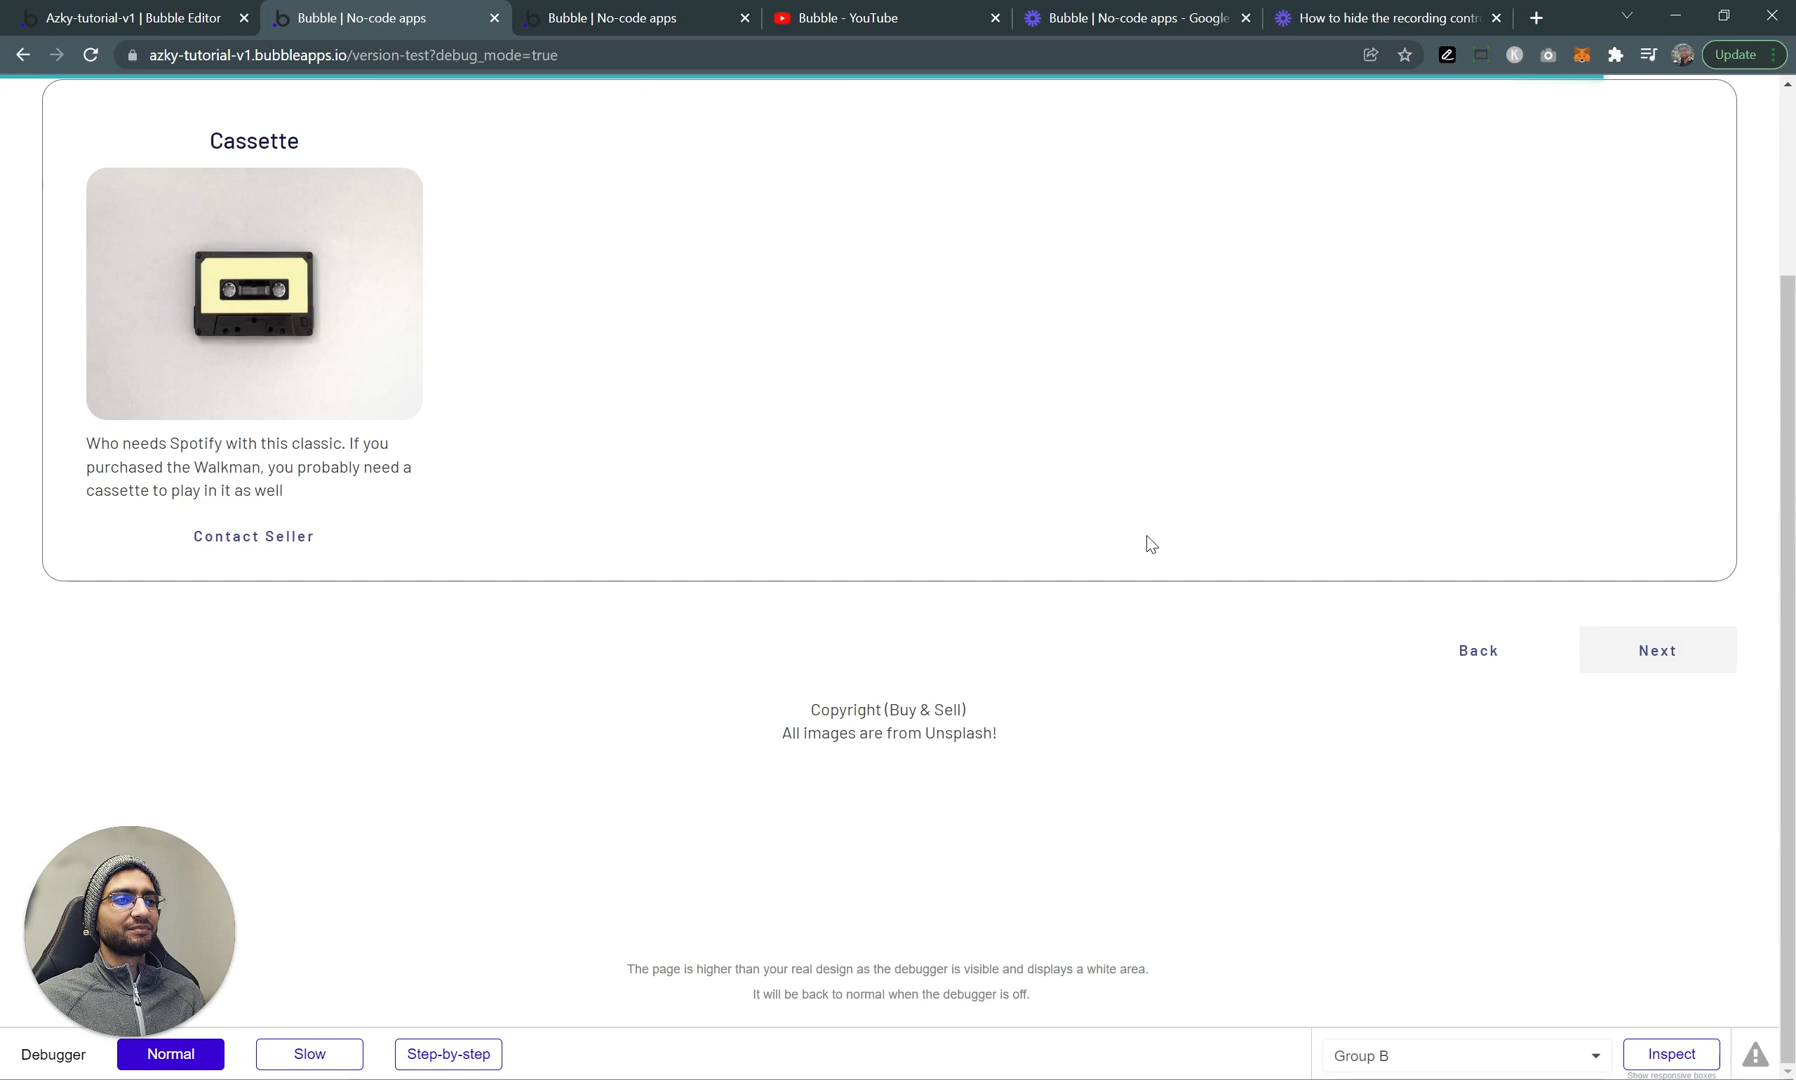 Azky-tutorial-v1 | Bubble Editor
Bubble | No-code apps
Bubble | No-code apps
Bubble - YouTube
Bubble | No-code apps - Google
How to hide the recording contr
azky-tutorial-v1.bubbleapps.io/version-test?debug_mode=true
Update
Cassette
Who needs Spotify with this classic. If you
purchased the Walkman, you probably need a
cassette to play in it as well
Contact Seller
Back
Next
Copyright (Buy & Sell)
All images are from Unsplash!
The page is higher than your real design as the debugger is visible and displays a white area.
It will be back to normal when the debugger is off.
Debugger
Normal
Slow
Step-by-step
Group B
Inspect
Show responsive boxes